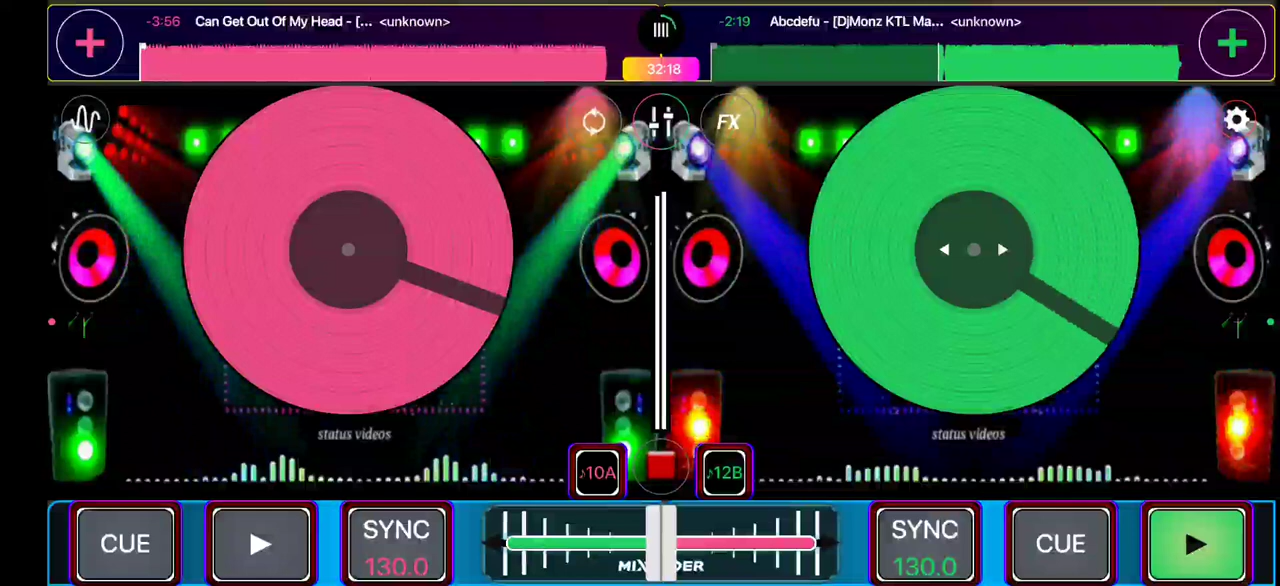 -3:56 Can Get Out Of My Head - [... <unknown>
-2:19 Abcdefu - [DjMonz KTL Ma... <unknown>
32:18
FX
status videos
status videos
♪10A
♪12B
CUE
SYNC
130.0
SYNC
130.0
CUE